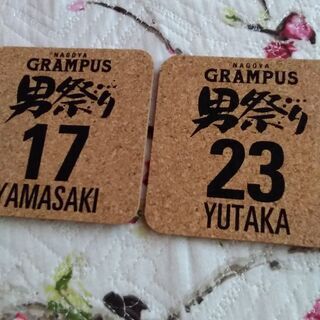 NAGOYA
GRAMPUS
男祭り
17
YAMASAKI
NAGOYA
GRAMPUS
男祭り
23
YUTAKA